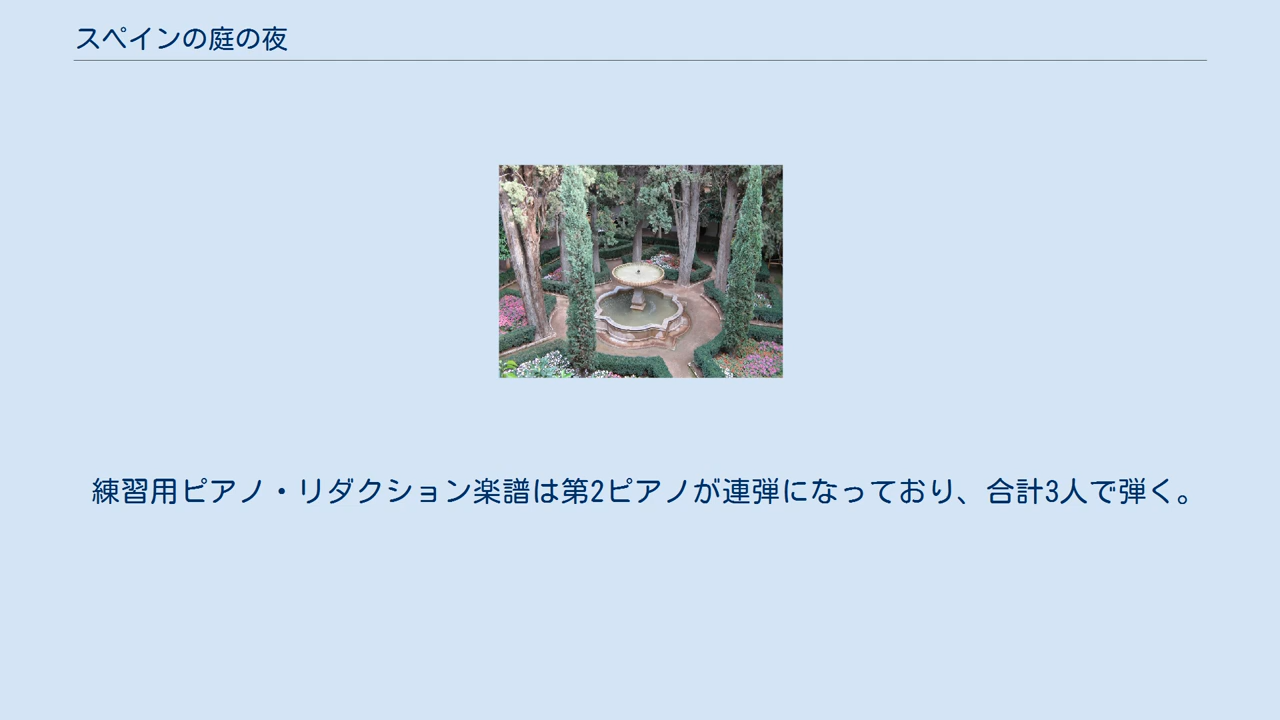 スペインの庭の夜
練習用ピアノ・リダクション楽譜は第2ピアノが連弾になっており、合計3人で弾く。